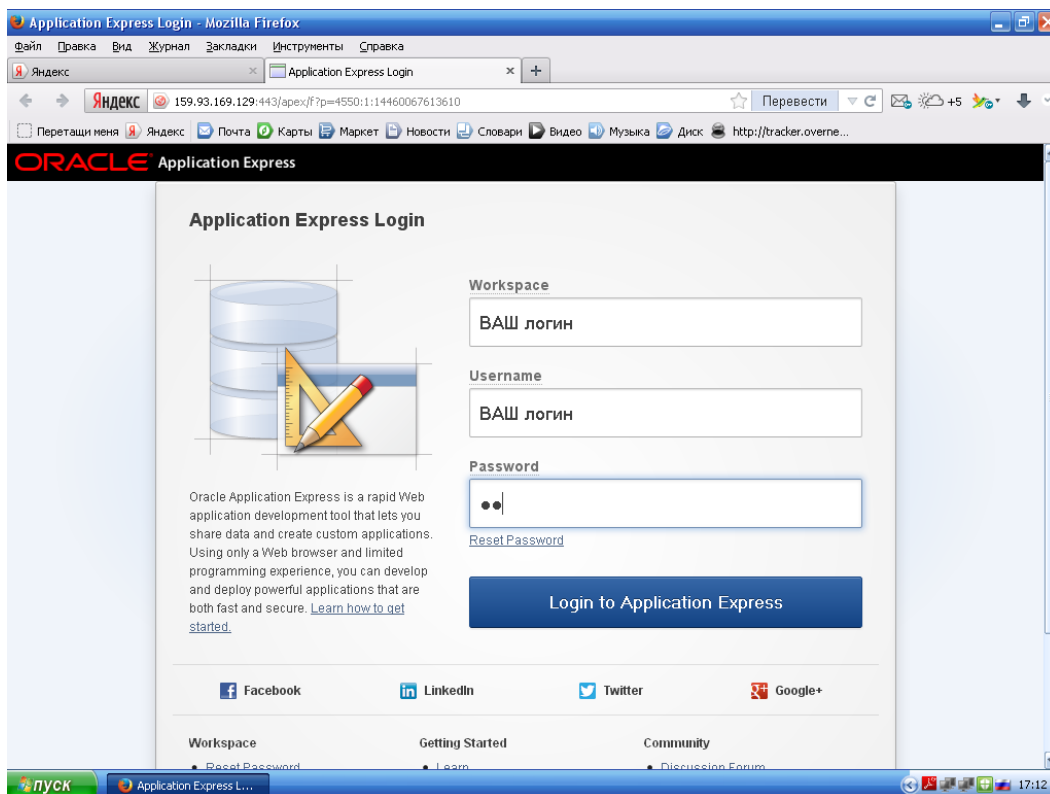 Application Express Login - Mozilla Firefox
Файл Правка Вид Журнал Закладки Инструменты Справка
Яндекс
Application Express Login
Яндекс 159.93.169.129:443/apex/f?p=4550:1:14460067613610 Перевести +5
Перетащи меня Яндекс Почта Карты Маркет Новости Словари Видео Музыка Диск http://tracker.overne...
ORACLE Application Express
Application Express Login
Workspace
ВАШ логин
Username
ВАШ логин
Password
Reset Password
Login to Application Express
Oracle Application Express is a rapid Web
application development tool that lets you
share data and create custom applications.
Using only a Web browser and limited
programming experience, you can develop
and deploy powerful applications that are
both fast and secure. Learn how to get
started.
Facebook LinkedIn Twitter Google+
Workspace Getting Started Community
Reset Password Learn Discussion Forum
пуск Application Express L... 17:12